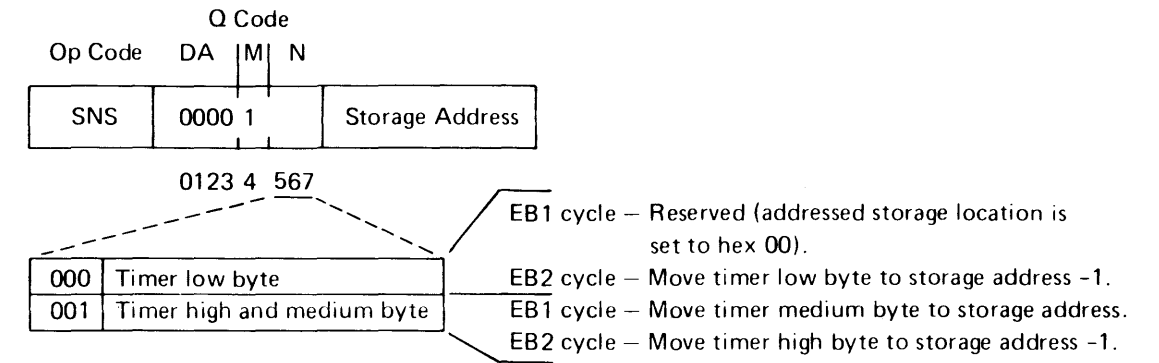 Q Code
Op Code DA |M| N
SNS 0000 1 Storage Address
0123 4 567
EB1 cycle — Reserved (addressed storage location is
set to hex 00).
000 Timer low byte EB2 cycle — Move timer low byte to storage address -1.
001 Timer high and medium byte EB1 cycle — Move timer medium byte to storage address.
EB2 cycle — Move timer high byte to storage address -1.